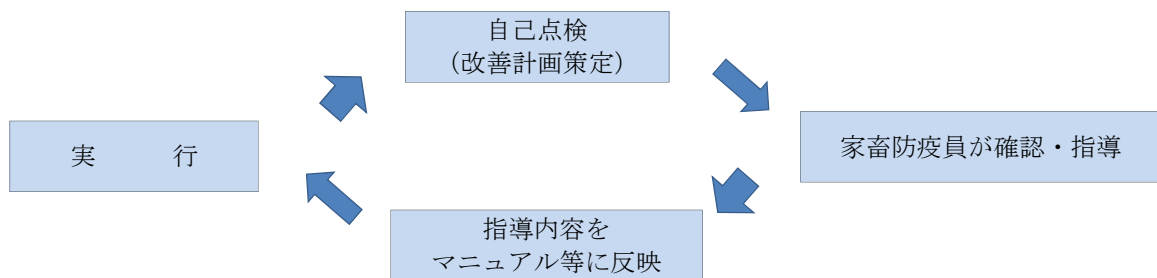 自己点検
（改善計画策定）
家畜防疫員が確認・指導
指導内容を
マニュアル等に反映
実　　行